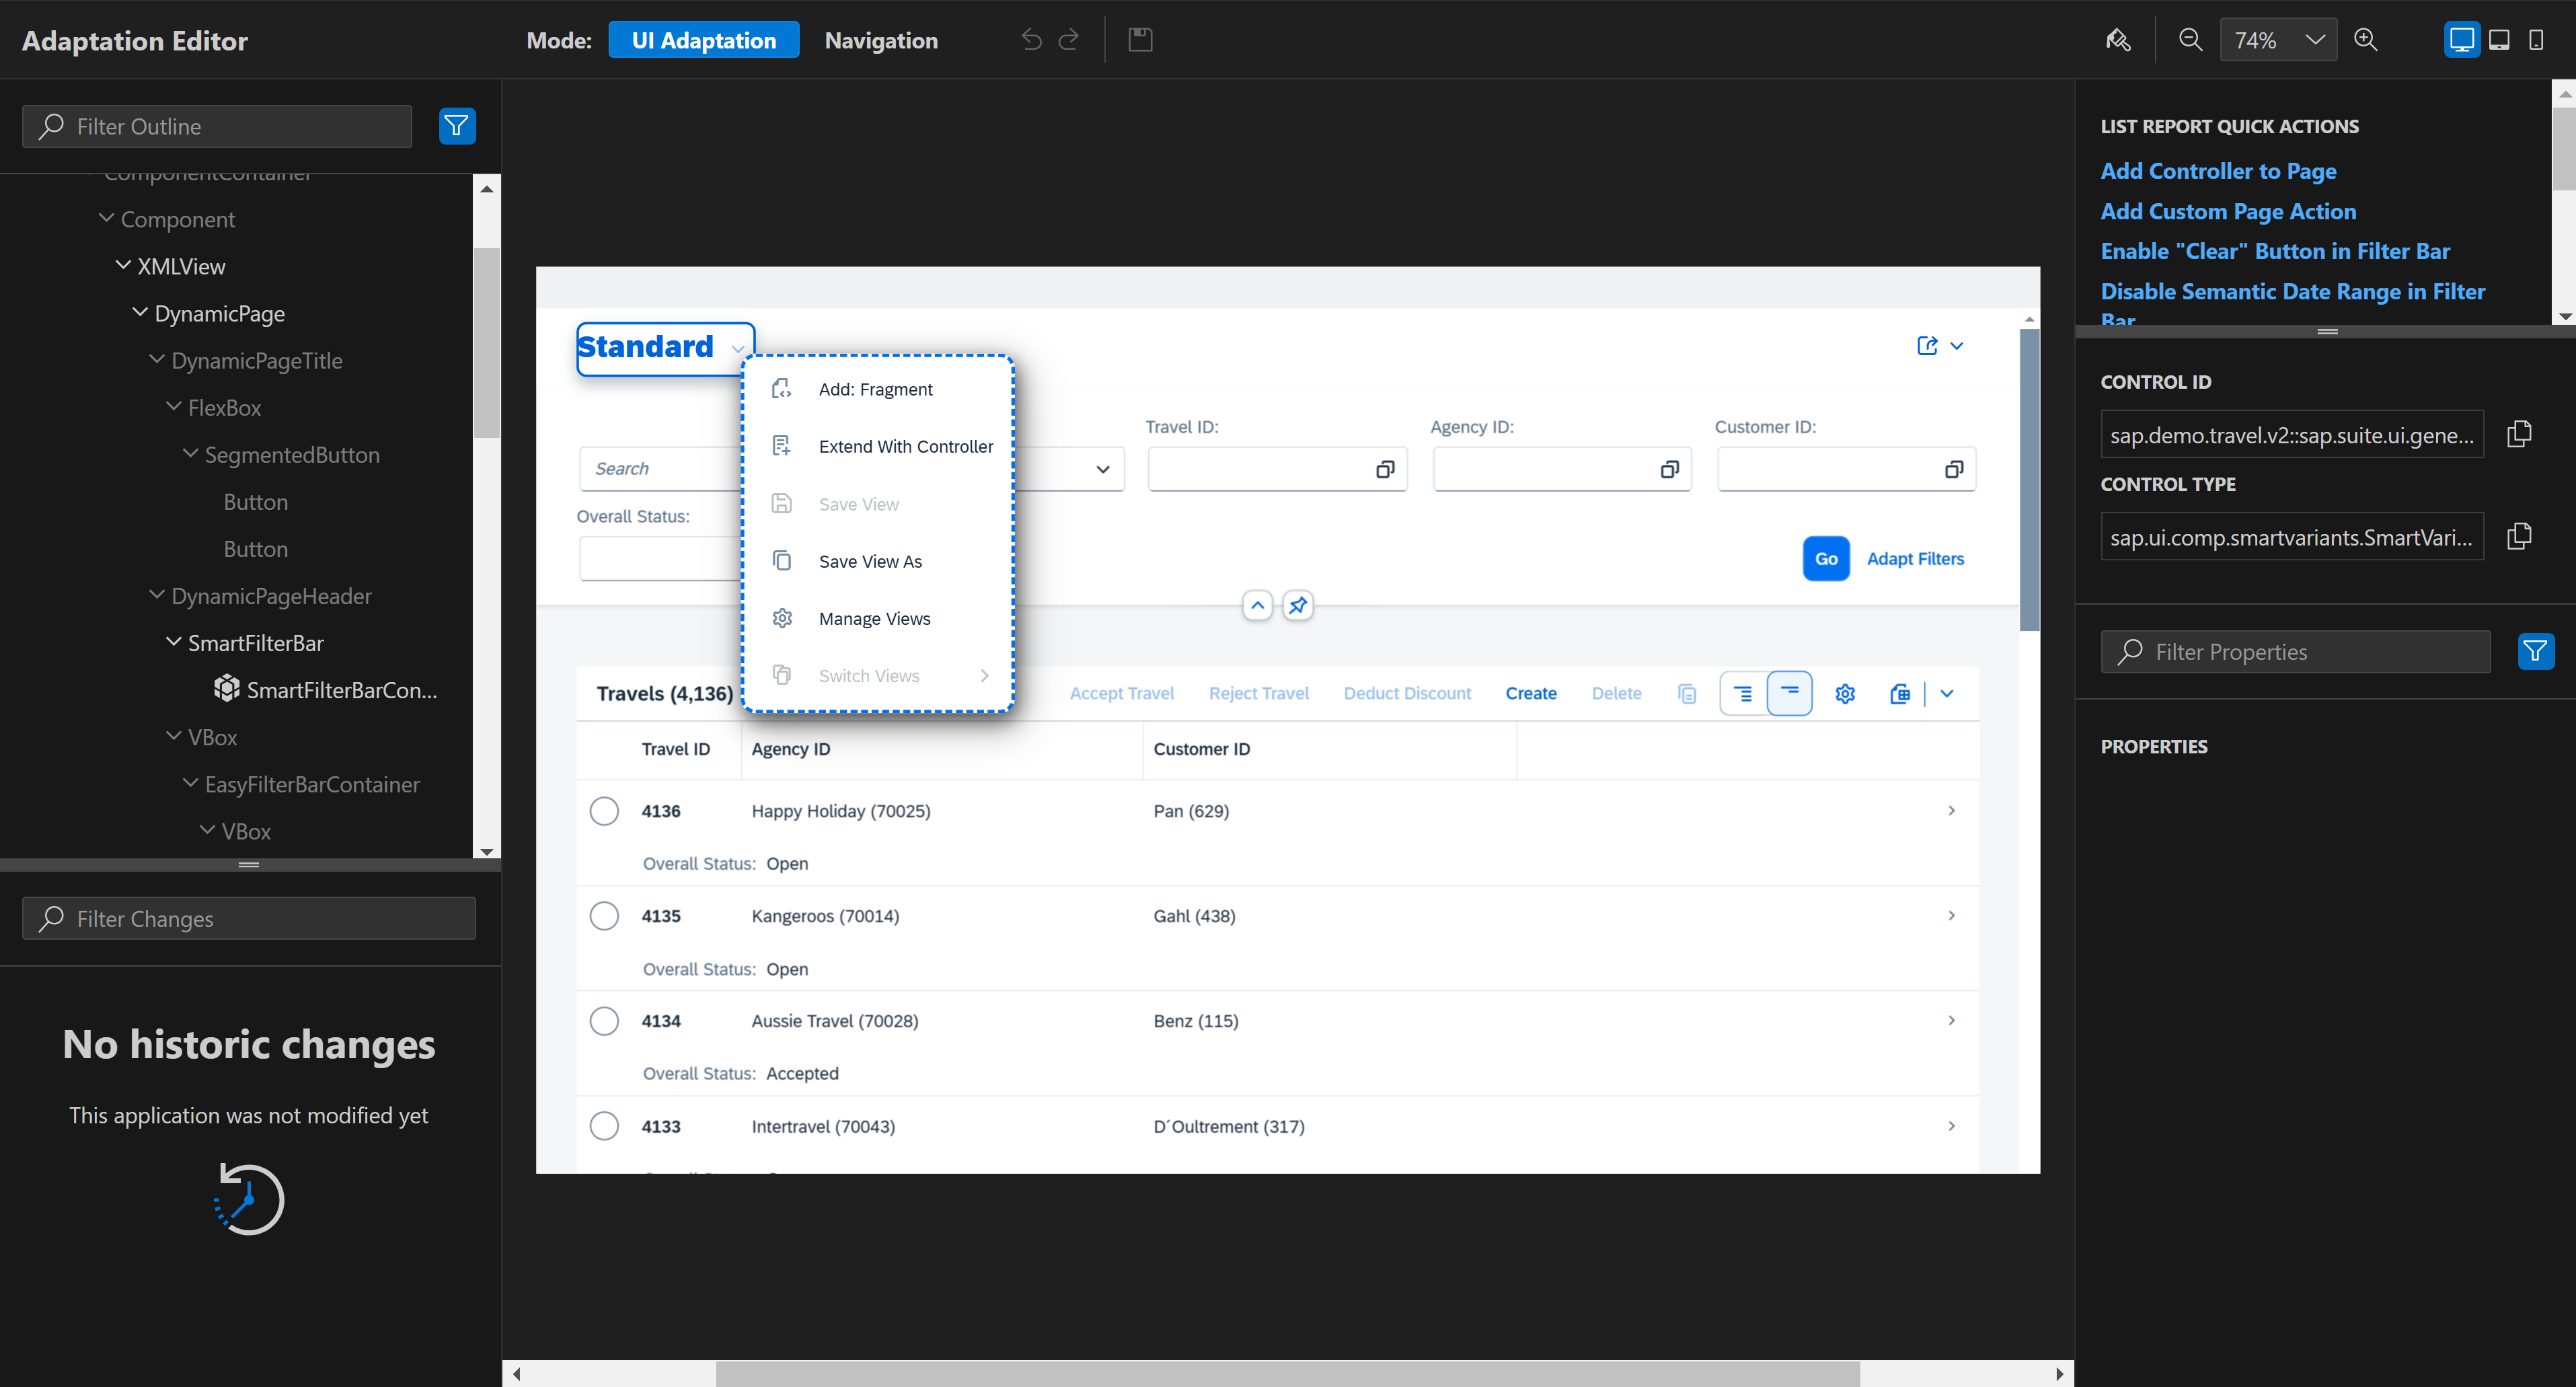 Adaptation Editor
Mode: UI Adaptation Navigation
74%
Filter Outline
ComponentContainer
Component
XMLView
DynamicPage
DynamicPageTitle
FlexBox
SegmentedButton
Button
Button
DynamicPageHeader
SmartFilterBar
SmartFilterBarCon...
VBox
EasyFilterBarContainer
VBox
Filter Changes
No historic changes
This application was not modified yet
Standard
Add: Fragment
Extend With Controller
Save View
Save View As
Manage Views
Switch Views
Travel ID:
Agency ID:
Customer ID:
Search
Overall Status:
Go
Adapt Filters
Travels (4,136)
Accept Travel
Reject Travel
Deduct Discount
Create
Delete
Travel ID Agency ID Customer ID
4136 Happy Holiday (70025) Pan (629)
Overall Status: Open
4135 Kangeroos (70014) Gahl (438)
Overall Status: Open
4134 Aussie Travel (70028) Benz (115)
Overall Status: Accepted
4133 Intertravel (70043) D´Oultrement (317)
LIST REPORT QUICK ACTIONS
Add Controller to Page
Add Custom Page Action
Enable "Clear" Button in Filter Bar
Disable Semantic Date Range in Filter
Bar
CONTROL ID
sap.demo.travel.v2::sap.suite.ui.gene...
CONTROL TYPE
sap.ui.comp.smartvariants.SmartVari...
Filter Properties
PROPERTIES